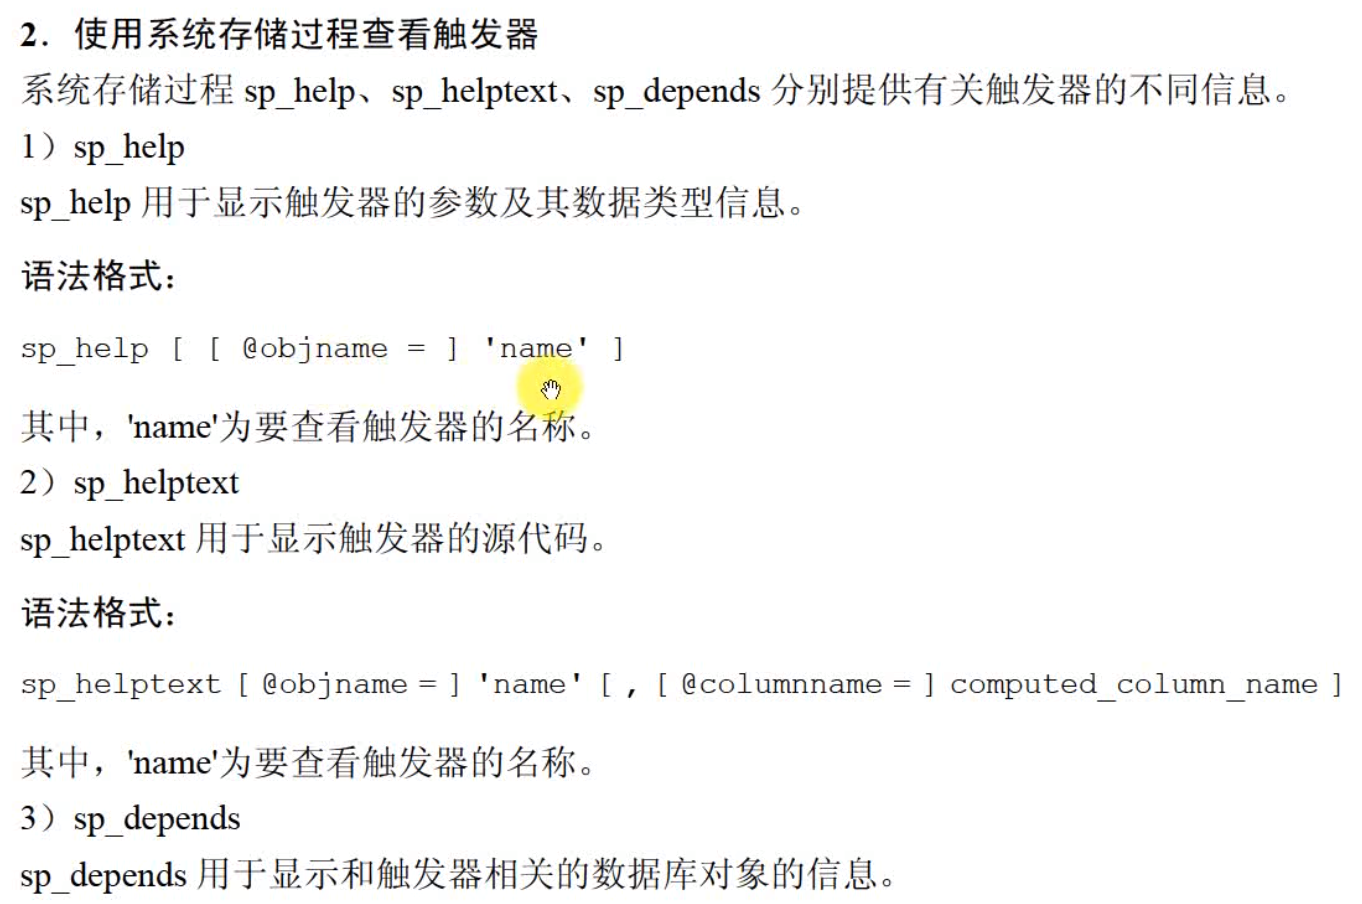 2．使用系统存储过程查看触发器
系统存储过程 sp_help、sp_helptext、sp_depends 分别提供有关触发器的不同信息。
1）sp_help
sp_help 用于显示触发器的参数及其数据类型信息。
语法格式：
sp_help [ [ @objname = ] 'name' ]
其中，'name'为要查看触发器的名称。
2）sp_helptext
sp_helptext 用于显示触发器的源代码。
语法格式：
sp_helptext [ @objname = ] 'name' [ , [ @columnname = ] computed_column_name ]
其中，'name'为要查看触发器的名称。
3）sp_depends
sp_depends 用于显示和触发器相关的数据库对象的信息。